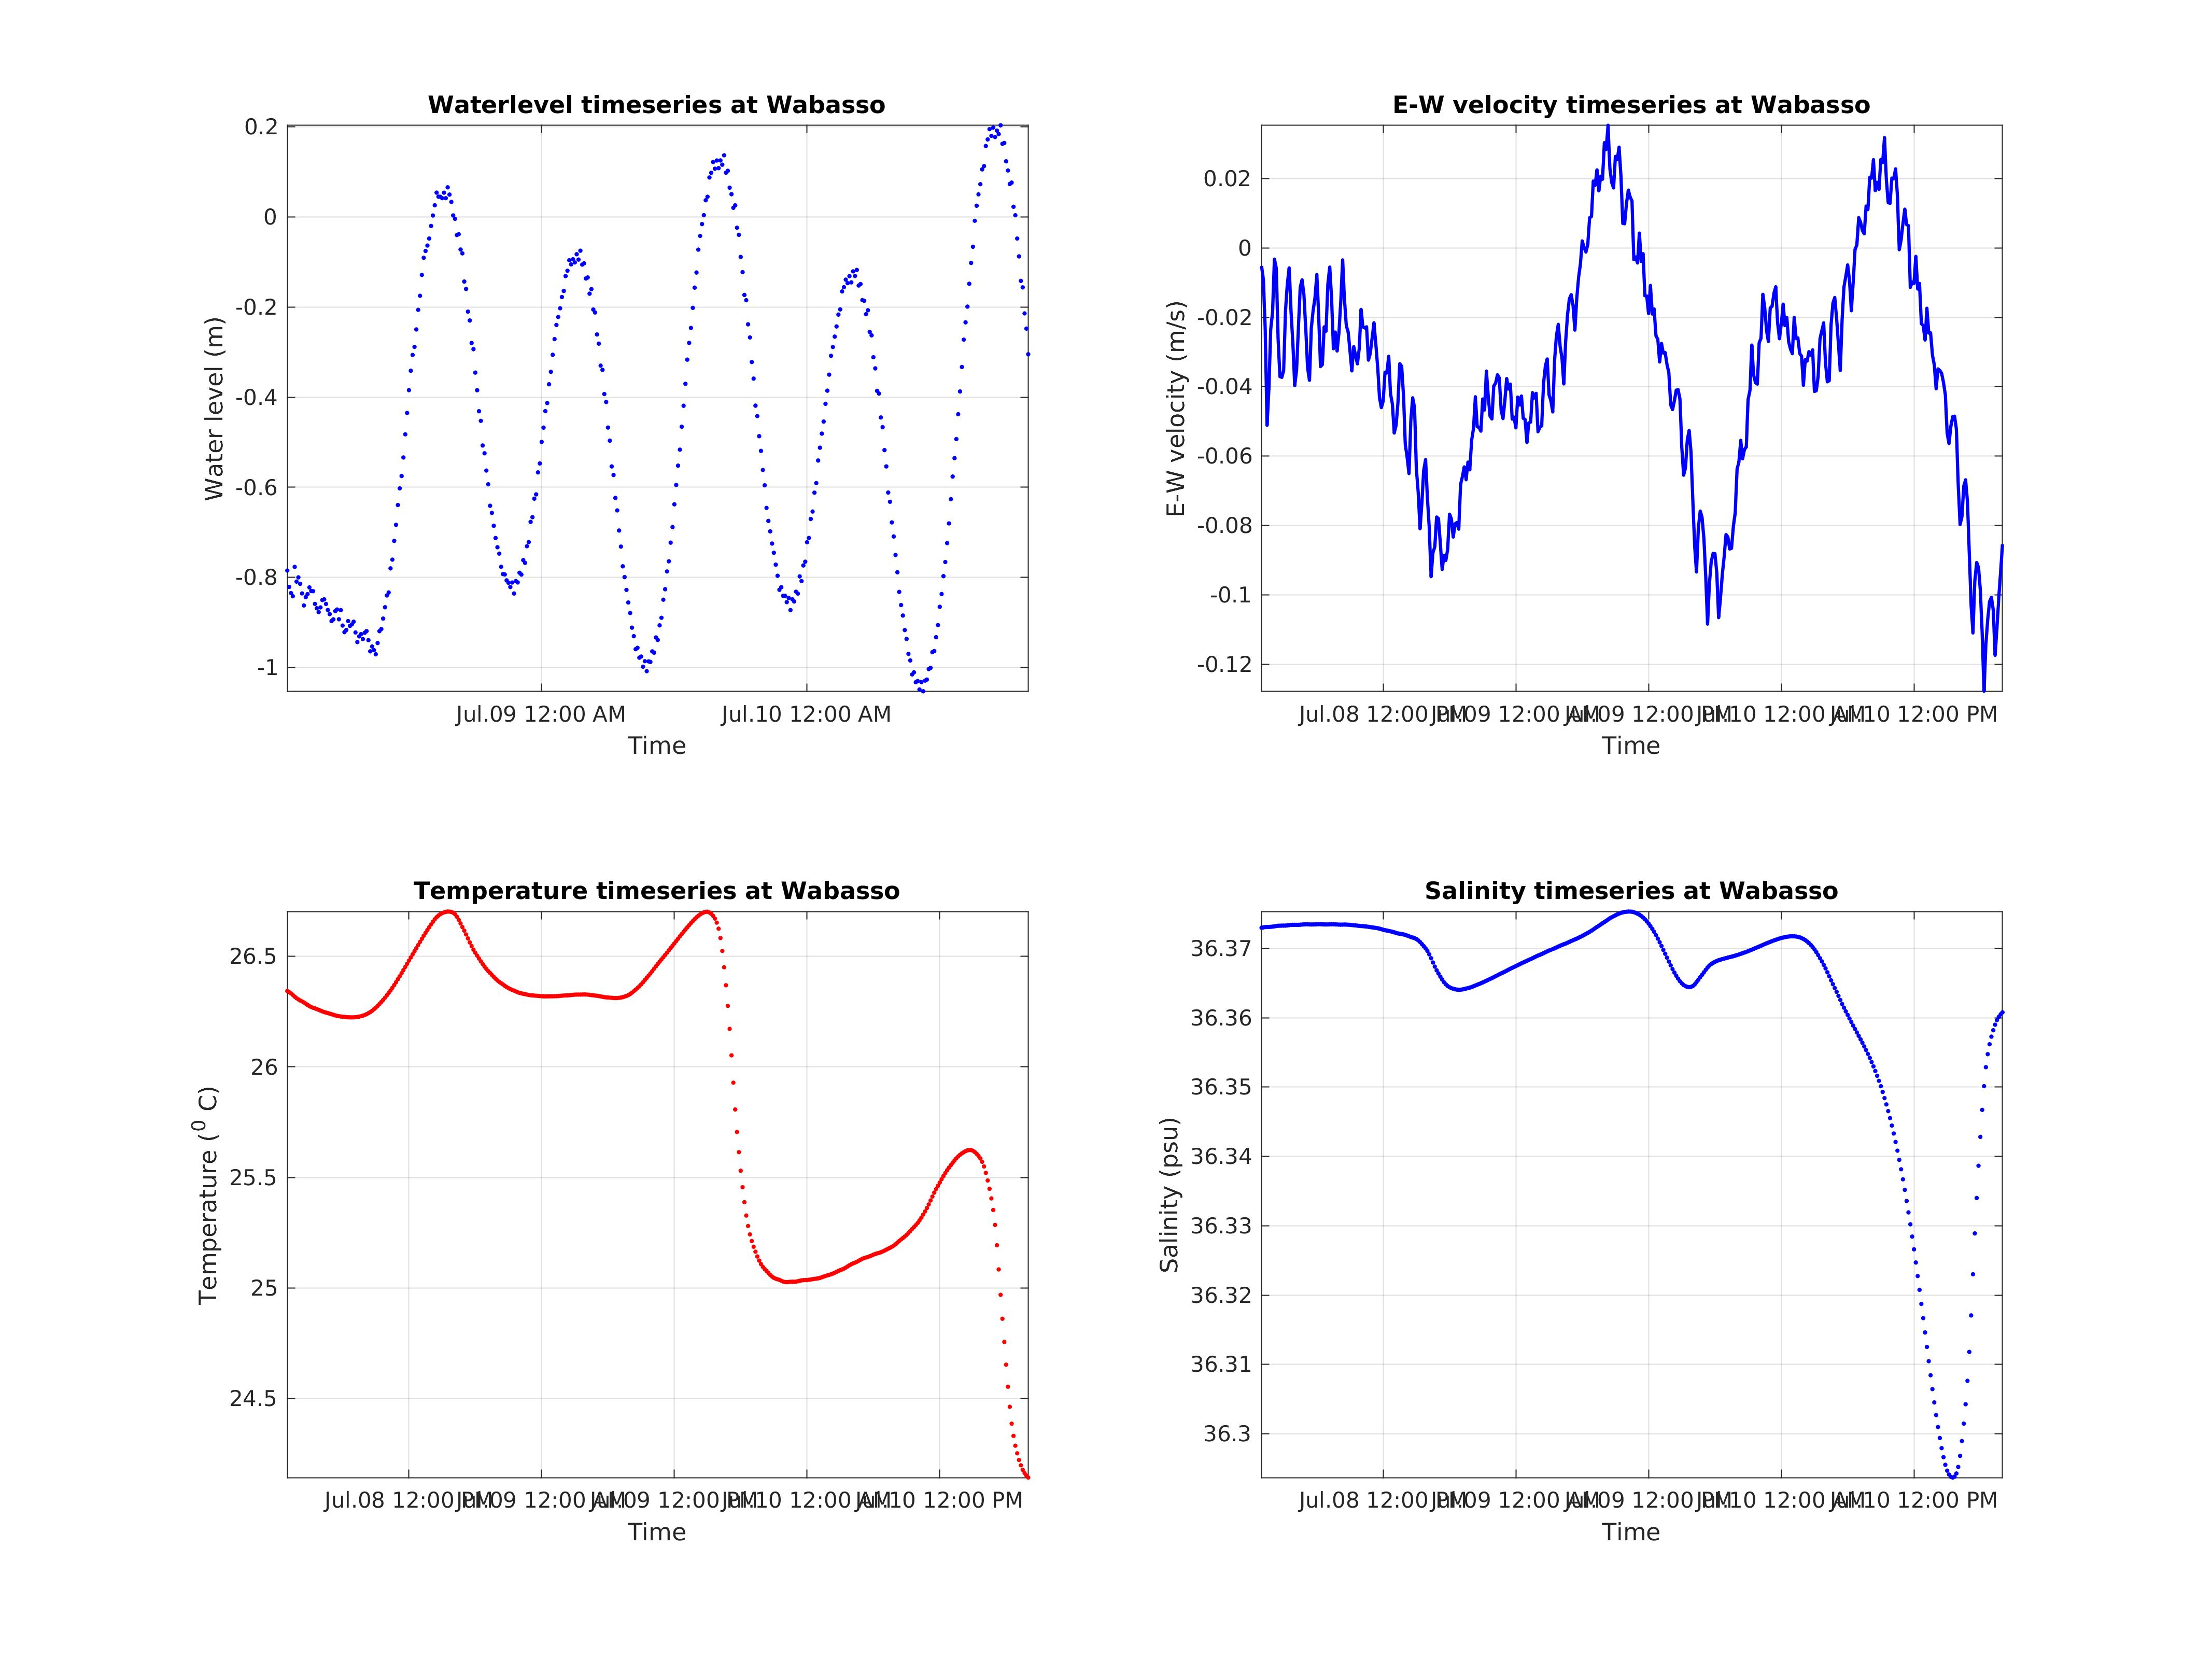 Waterlevel timeseries at Wabasso
0.2
0
-0.2
-0.4
-0.6
-0.8
-1
Water level (m)
Jul.09 12:00 AM
Jul.10 12:00 AM
Time
E-W velocity timeseries at Wabasso
0.02
0
-0.02
-0.04
-0.06
-0.08
-0.1
-0.12
E-W velocity (m/s)
Jul.08 12:00 PM
Jul.09 12:00 AM
Jul.09 12:00 PM
Jul.10 12:00 AM
Jul.10 12:00 PM
Time
Temperature timeseries at Wabasso
26.5
26
25.5
25
24.5
Temperature (⁰ C)
Jul.08 12:00 PM
Jul.09 12:00 AM
Jul.09 12:00 PM
Jul.10 12:00 AM
Jul.10 12:00 PM
Time
Salinity timeseries at Wabasso
36.37
36.36
36.35
36.34
36.33
36.32
36.31
36.3
Salinity (psu)
Jul.08 12:00 PM
Jul.09 12:00 AM
Jul.09 12:00 PM
Jul.10 12:00 AM
Jul.10 12:00 PM
Time